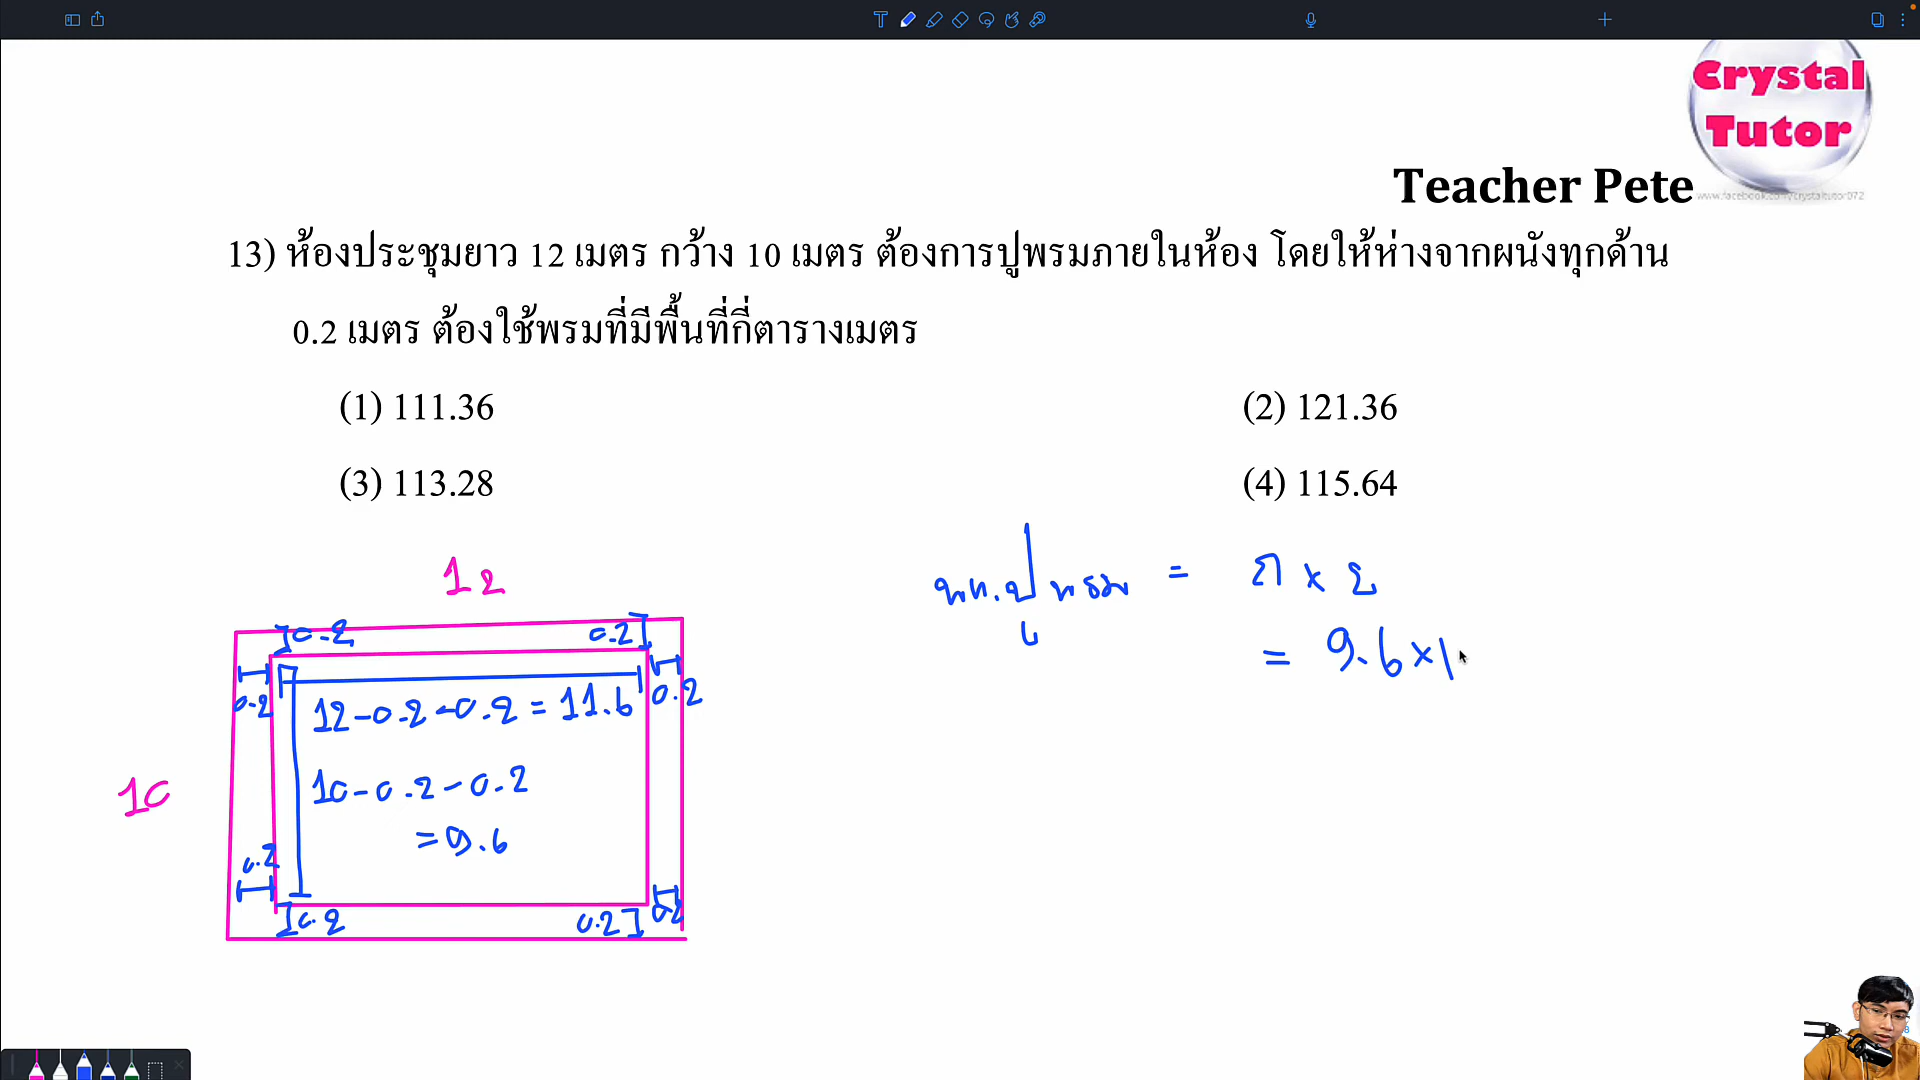 Crystal
Tutor
www.facebook.com/crystaltutor072
Teacher Pete
13) ห้องประชุมยาว 12 เมตร กว้าง 10 เมตร ต้องการปูพรมภายในห้อง โดยให้ห่างจากผนังทุกด้าน
0.2 เมตร ต้องใช้พรมที่มีพื้นที่กี่ตารางเมตร
(1) 111.36
(2) 121.36
(3) 113.28
(4) 115.64
พท.ปูพรม = ก × ย
= 9.6×1
12
0.2 0.2
0.2 0.2
12-0.2-0.2 = 11.6
10
10-0.2-0.2
= 9.6
0.2 0.2
0.2 0.2